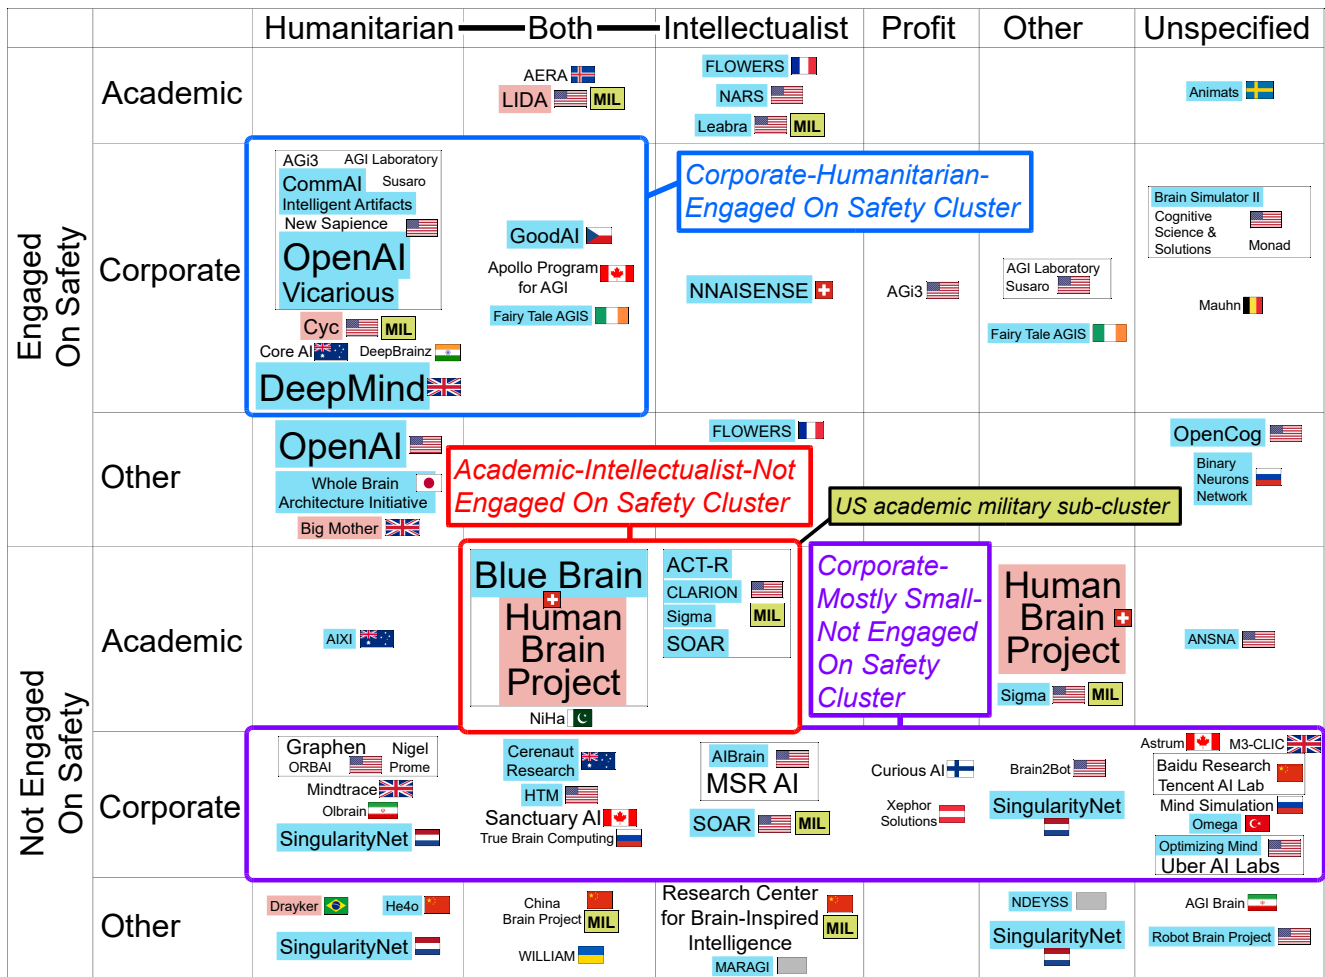 Humanitarian
Both
Intellectualist
Profit
Other
Unspecified
Engaged
On Safety
Academic
AERA
LIDA
MIL
FLOWERS
NARS
Leabra
MIL
Animats
Corporate
AGi3
AGI Laboratory
CommAI
Susaro
Intelligent Artifacts
New Sapience
OpenAI
Vicarious
Cyc
MIL
Core AI
DeepBrainz
DeepMind
GoodAI
Apollo Program
for AGI
Fairy Tale AGIS
Corporate-Humanitarian-
Engaged On Safety Cluster
NNAISENSE
AGi3
AGI Laboratory
Susaro
Fairy Tale AGIS
Brain Simulator II
Cognitive
Science &
Solutions
Monad
Mauhn
Other
OpenAI
Whole Brain
Architecture Initiative
Big Mother
FLOWERS
OpenCog
Binary
Neurons
Network
Academic-Intellectualist-Not
Engaged On Safety Cluster
US academic military sub-cluster
Not Engaged
On Safety
Academic
AIXI
Blue Brain
Human
Brain
Project
NiHa
ACT-R
CLARION
Sigma
MIL
SOAR
Corporate-
Mostly Small-
Not Engaged
On Safety
Cluster
Human
Brain
Project
Sigma
MIL
ANSNA
Corporate
Graphen
Nigel
ORBAI
Prome
Mindtrace
Olbrain
SingularityNet
Cerenaut
Research
HTM
Sanctuary AI
True Brain Computing
AIBrain
MSR AI
SOAR
MIL
Curious AI
Xephor
Solutions
Brain2Bot
SingularityNet
Astrum
M3-CLIC
Baidu Research
Tencent AI Lab
Mind Simulation
Omega
Optimizing Mind
Uber AI Labs
Other
Drayker
He4o
SingularityNet
China
Brain Project
MIL
WILLIAM
Research Center
for Brain-Inspired
Intelligence
MIL
MARAGI
NDEYSS
SingularityNet
AGI Brain
Robot Brain Project